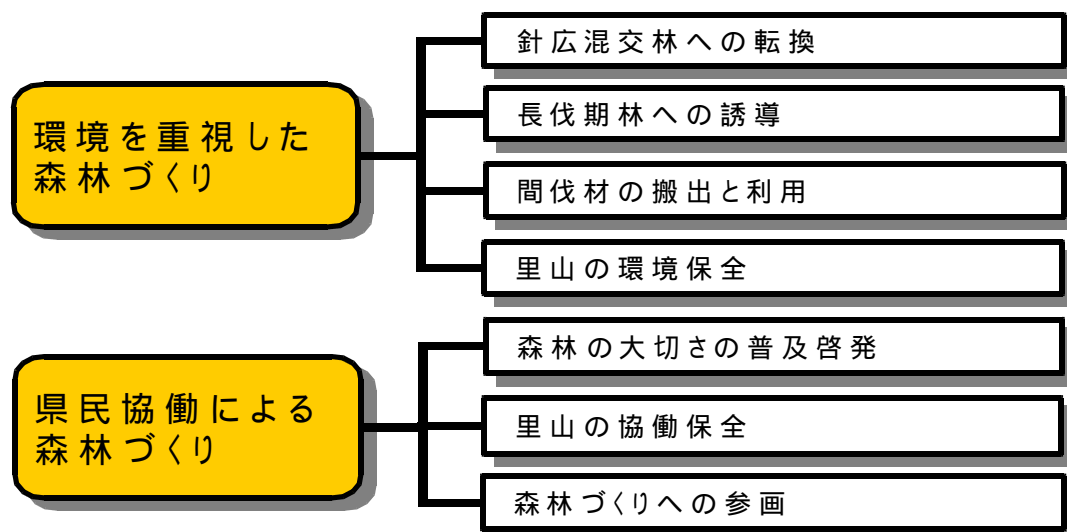 環境を重視した
森林づくり
針広混交林への転換
長伐期林への誘導
間伐材の搬出と利用
里山の環境保全
県民協働による
森林づくり
森林の大切さの普及啓発
里山の協働保全
森林づくりへの参画